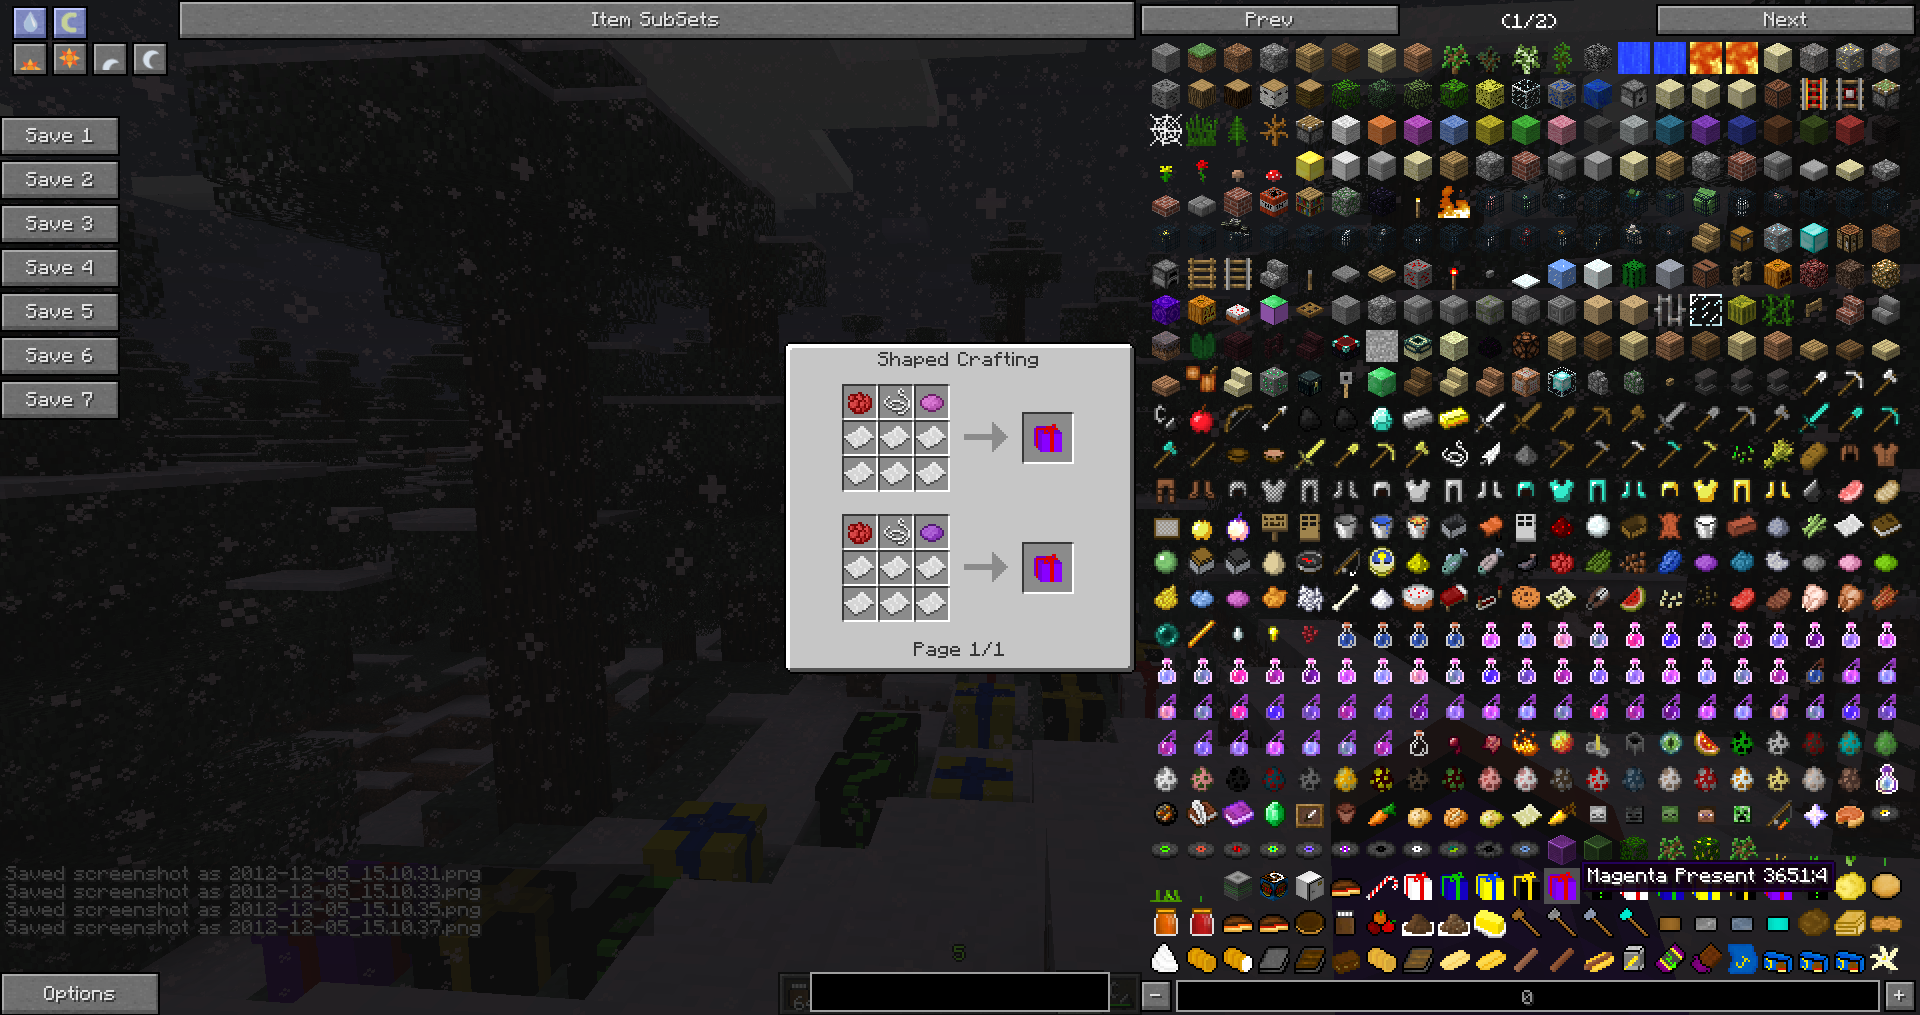 Item SubSets
Prev
(1/2)
Next
Save 1
Save 2
Save 3
Save 4
Save 5
Save 6
Save 7
Shaped Crafting
Page 1/1
Magenta Present 3651:4
Saved screenshot as 2012-12-05_15.10.31.png
Saved screenshot as 2012-12-05_15.10.33.png
Saved screenshot as 2012-12-05_15.10.35.png
Saved screenshot as 2012-12-05_15.10.37.png
5
64
Options
-
0
+